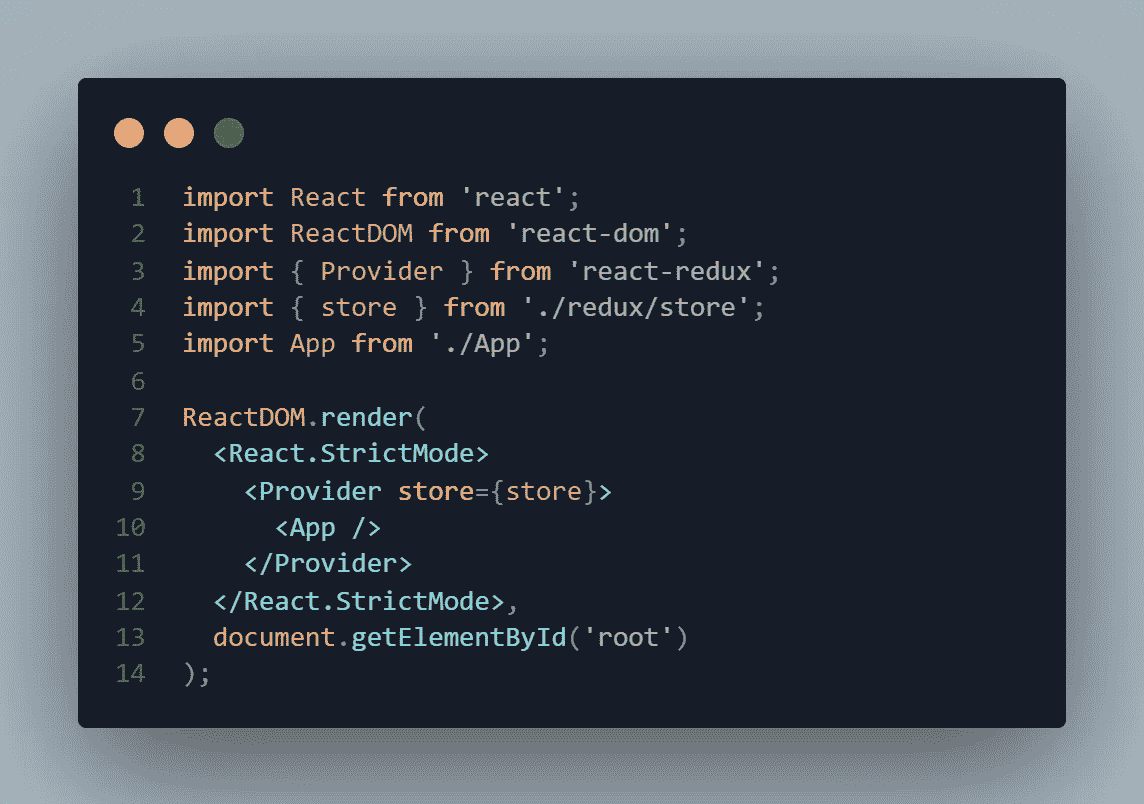 1 import React from 'react';
2 import ReactDOM from 'react-dom';
3 import { Provider } from 'react-redux';
4 import { store } from './redux/store';
5 import App from './App';
6
7 ReactDOM.render(
8   <React.StrictMode>
9     <Provider store={store}>
10       <App />
11     </Provider>
12   </React.StrictMode>,
13   document.getElementById('root')
14 );